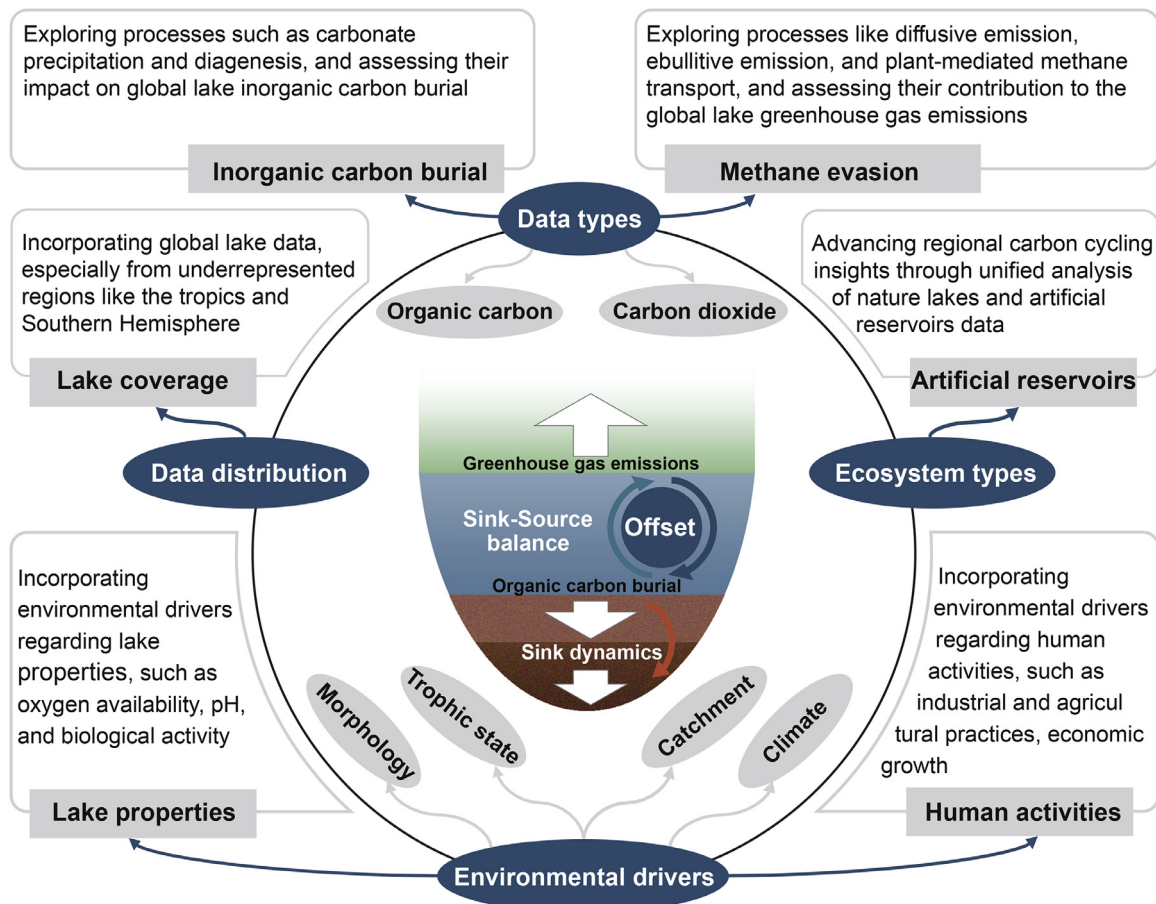 Exploring processes such as carbonate
precipitation and diagenesis, and assessing their
impact on global lake inorganic carbon burial
Inorganic carbon burial
Exploring processes like diffusive emission,
ebullitive emission, and plant-mediated methane
transport, and assessing their contribution to the
global lake greenhouse gas emissions
Methane evasion
Data types
Organic carbon
Carbon dioxide
Incorporating global lake data,
especially from underrepresented
regions like the tropics and
Southern Hemisphere
Lake coverage
Data distribution
Advancing regional carbon cycling
insights through unified analysis
of nature lakes and artificial
reservoirs data
Artificial reservoirs
Ecosystem types
Greenhouse gas emissions
Sink-Source
balance
Offset
Organic carbon burial
Sink dynamics
Incorporating
environmental drivers
regarding lake
properties, such as
oxygen availability, pH,
and biological activity
Lake properties
Morphology
Trophic state
Catchment
Climate
Incorporating
environmental drivers
regarding human
activities, such as
industrial and agricul
tural practices, economic
growth
Human activities
Environmental drivers